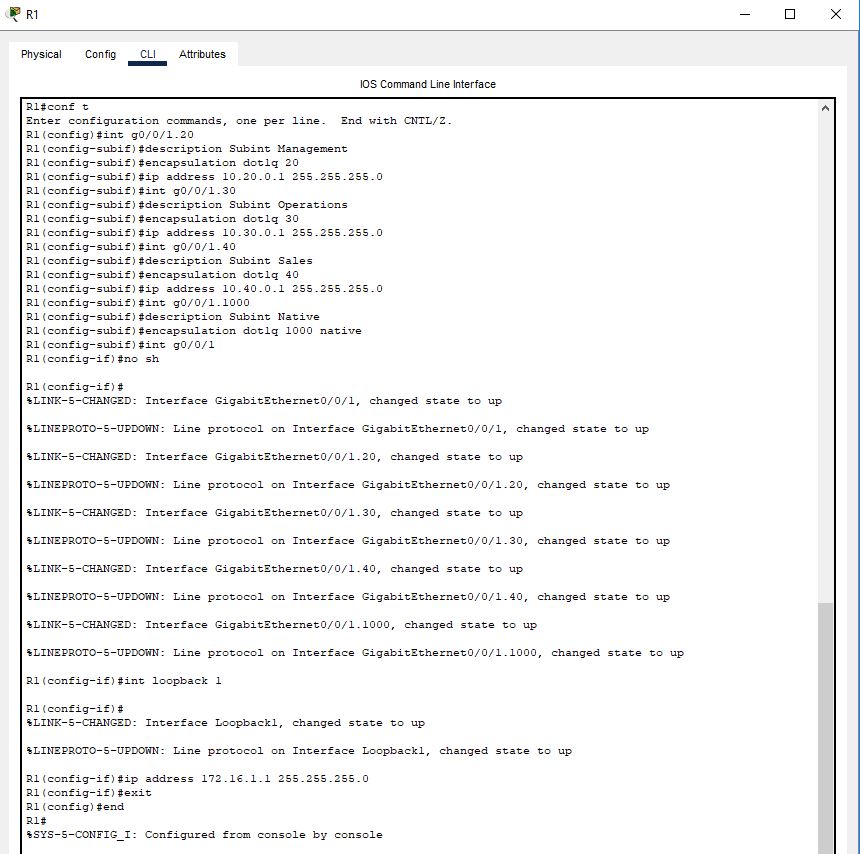 R1
Physical Config CLI Attributes
IOS Command Line Interface
R1#conf t
Enter configuration commands, one per line.  End with CNTL/Z.
R1(config)#int g0/0/1.20
R1(config-subif)#description Subint Management
R1(config-subif)#encapsulation dot1q 20
R1(config-subif)#ip address 10.20.0.1 255.255.255.0
R1(config-subif)#int g0/0/1.30
R1(config-subif)#description Subint Operations
R1(config-subif)#encapsulation dot1q 30
R1(config-subif)#ip address 10.30.0.1 255.255.255.0
R1(config-subif)#int g0/0/1.40
R1(config-subif)#description Subint Sales
R1(config-subif)#encapsulation dot1q 40
R1(config-subif)#ip address 10.40.0.1 255.255.255.0
R1(config-subif)#int g0/0/1.1000
R1(config-subif)#description Subint Native
R1(config-subif)#encapsulation dot1q 1000 native
R1(config-subif)#int g0/0/1
R1(config-if)#no sh
R1(config-if)#
%LINK-5-CHANGED: Interface GigabitEthernet0/0/1, changed state to up
%LINEPROTO-5-UPDOWN: Line protocol on Interface GigabitEthernet0/0/1, changed state to up
%LINK-5-CHANGED: Interface GigabitEthernet0/0/1.20, changed state to up
%LINEPROTO-5-UPDOWN: Line protocol on Interface GigabitEthernet0/0/1.20, changed state to up
%LINK-5-CHANGED: Interface GigabitEthernet0/0/1.30, changed state to up
%LINEPROTO-5-UPDOWN: Line protocol on Interface GigabitEthernet0/0/1.30, changed state to up
%LINK-5-CHANGED: Interface GigabitEthernet0/0/1.40, changed state to up
%LINEPROTO-5-UPDOWN: Line protocol on Interface GigabitEthernet0/0/1.40, changed state to up
%LINK-5-CHANGED: Interface GigabitEthernet0/0/1.1000, changed state to up
%LINEPROTO-5-UPDOWN: Line protocol on Interface GigabitEthernet0/0/1.1000, changed state to up
R1(config-if)#int loopback 1
R1(config-if)#
%LINK-5-CHANGED: Interface Loopback1, changed state to up
%LINEPROTO-5-UPDOWN: Line protocol on Interface Loopback1, changed state to up
R1(config-if)#ip address 172.16.1.1 255.255.255.0
R1(config-if)#exit
R1(config)#end
R1#
%SYS-5-CONFIG_I: Configured from console by console